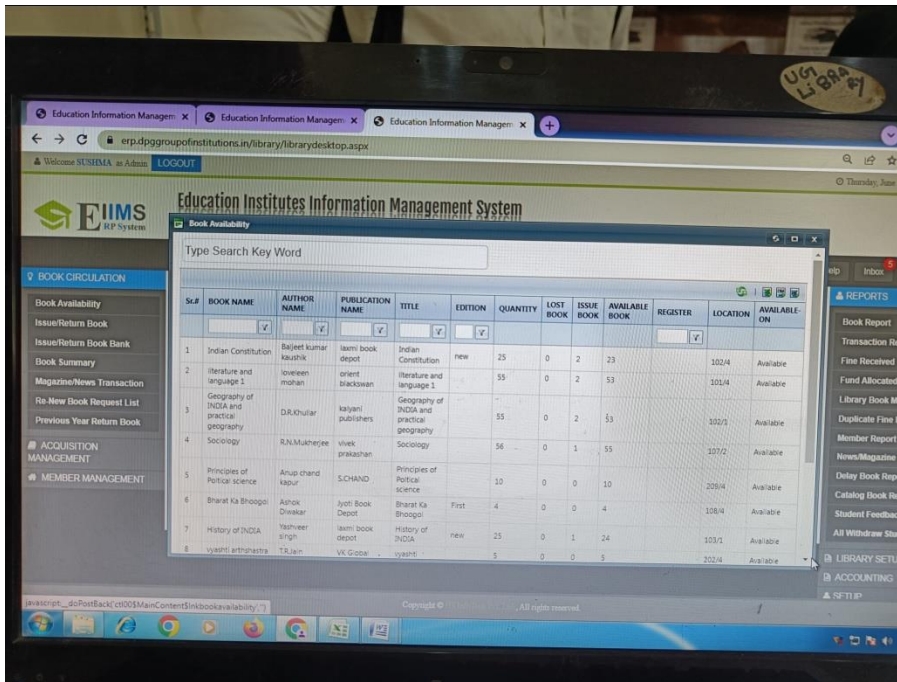 UG LIBRARY
Education Information Managem
Education Information Managem
Education Information Managem
erp.dpggroupofinstitutions.in/library/librarydesktop.aspx
Welcome SUSHMA as Admin LOGOUT
Thursday, June
EIIMS
RP System
Education Institutes Information Management System
Book Availability
Type Search Key Word
elp Inbox 5
BOOK CIRCULATION
Book Availability
Issue/Return Book
Issue/Return Book Bank
Book Summary
Magazine/News Transaction
Re-New Book Request List
Previous Year Return Book
ACQUISITION MANAGEMENT
MEMBER MANAGEMENT
Sr.# BOOK NAME AUTHOR NAME PUBLICATION NAME TITLE EDITION QUANTITY LOST BOOK ISSUE BOOK AVAILABLE BOOK REGISTER LOCATION AVAILABLE-ON
1 Indian Constitution Baljeet kumar kaushik laxmi book depot Indian Constitution new 25 0 2 23 102/4 Available
2 literature and language 1 loveleen mohan orient blackswan literature and language 1 55 0 2 53 101/4 Available
3 Geography of INDIA and practical geography D.R.Khullar kalyani publishers Geography of INDIA and practical geography 55 0 2 53 102/1 Available
4 Sociology R.N.Mukherjee vivek prakashan Sociology 56 0 1 55 107/2 Available
5 Principles of Poltical science Anup chand kapur S.CHAND Principles of Poltical science 10 0 0 10 209/4 Available
6 Bharat Ka Bhoogol Ashok Diwakar Jyoti Book Depot Bharat Ka Bhoogol First 4 0 0 4 108/4 Available
7 History of INDIA Yashveer singh laxmi book depot History of INDIA new 25 0 1 24 103/1 Available
8 vyashti arthshastra T.R.Jain VK Global vyashti 5 0 0 5 202/4 Available
REPORTS
Book Report
Transaction Re
Fine Received
Fund Allocated
Library Book M
Duplicate Fine
Member Report
News/Magazine
Delay Book Rep
Catalog Book Re
Student Feedbac
All Withdraw Stu
LIBRARY SETU
ACCOUNTING
SETUP
javascript:__doPostBack('ctl00$MainContent$lnkbookavailability','')
Copyright © , All rights reserved.